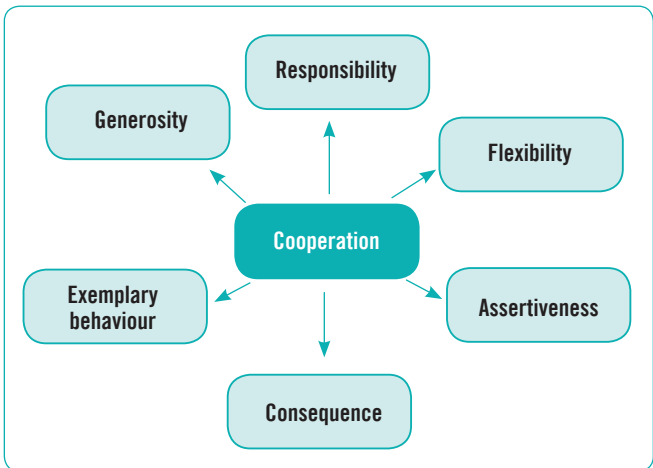 Responsibility
Generosity
Flexibility
Cooperation
Exemplary
behaviour
Assertiveness
Consequence